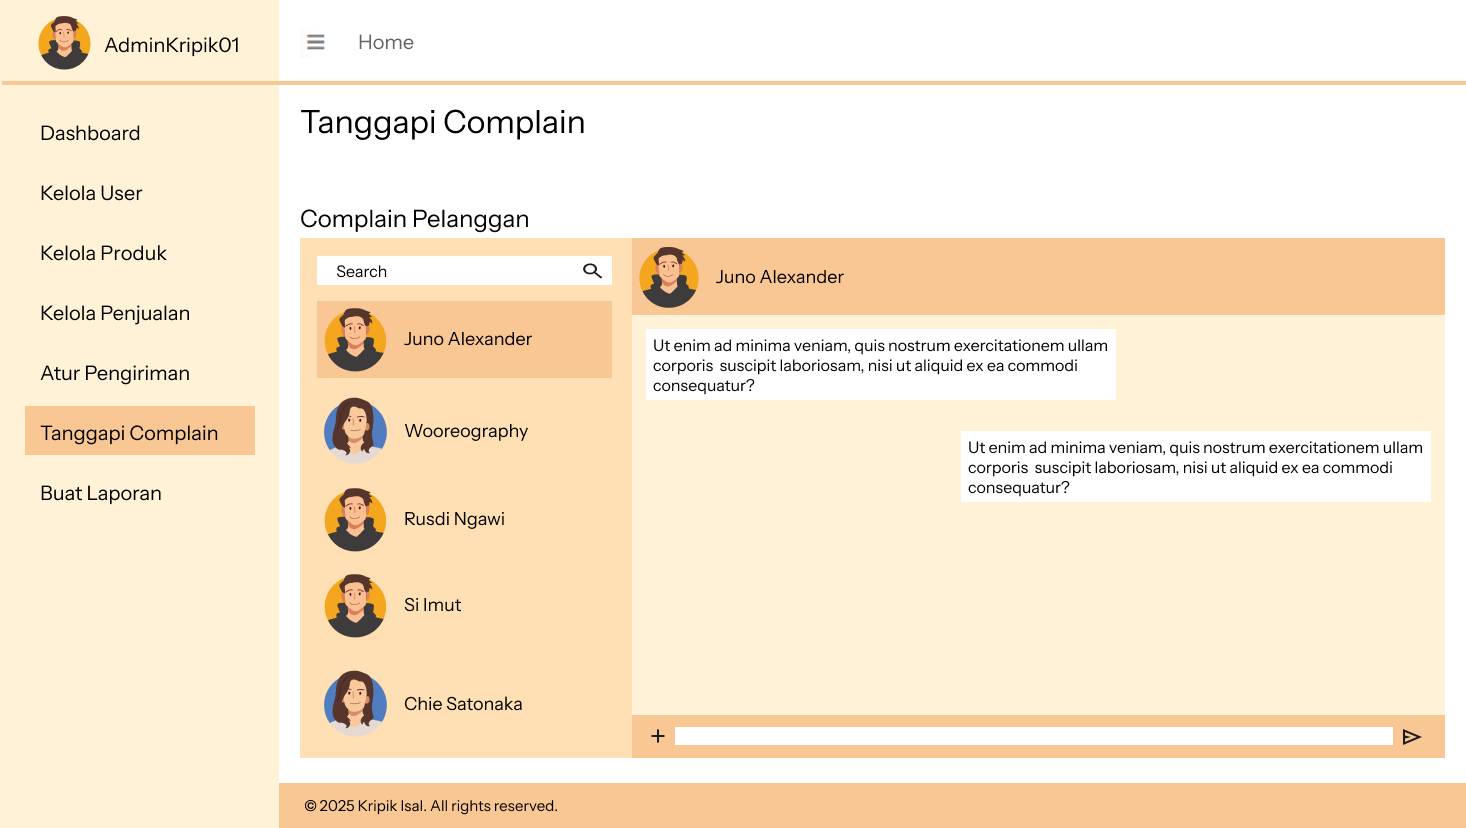 AdminKripik01
Home
Dashboard
Kelola User
Kelola Produk
Kelola Penjualan
Atur Pengiriman
Tanggapi Complain
Buat Laporan
Tanggapi Complain
Complain Pelanggan
Search
Juno Alexander
Wooreography
Rusdi Ngawi
Si Imut
Chie Satonaka
Juno Alexander
Ut enim ad minima veniam, quis nostrum exercitationem ullam
corporis  suscipit laboriosam, nisi ut aliquid ex ea commodi
consequatur?
Ut enim ad minima veniam, quis nostrum exercitationem ullam
corporis  suscipit laboriosam, nisi ut aliquid ex ea commodi
consequatur?
© 2025 Kripik Isal. All rights reserved.